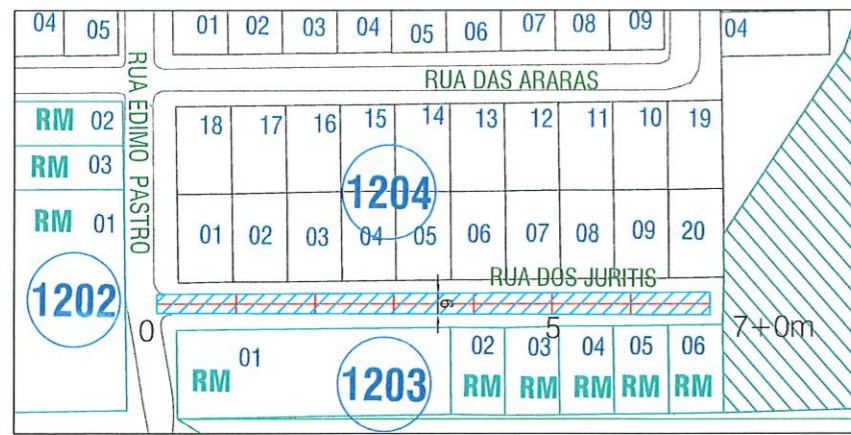 04 05 01 02 03 04 05 06 07 08 09 04
RUA DAS ARARAS
RUA ÉDIMO PASTRO
RM 02
RM 03
RM 01
1202
18 17 16 15 14 13 12 11 10 19
1204
01 02 03 04 05 06 07 08 09 20
RUA DOS JURITIS
9
0 5 7+0m
RM 01
1203
02 03 04 05 06
RM RM RM RM RM